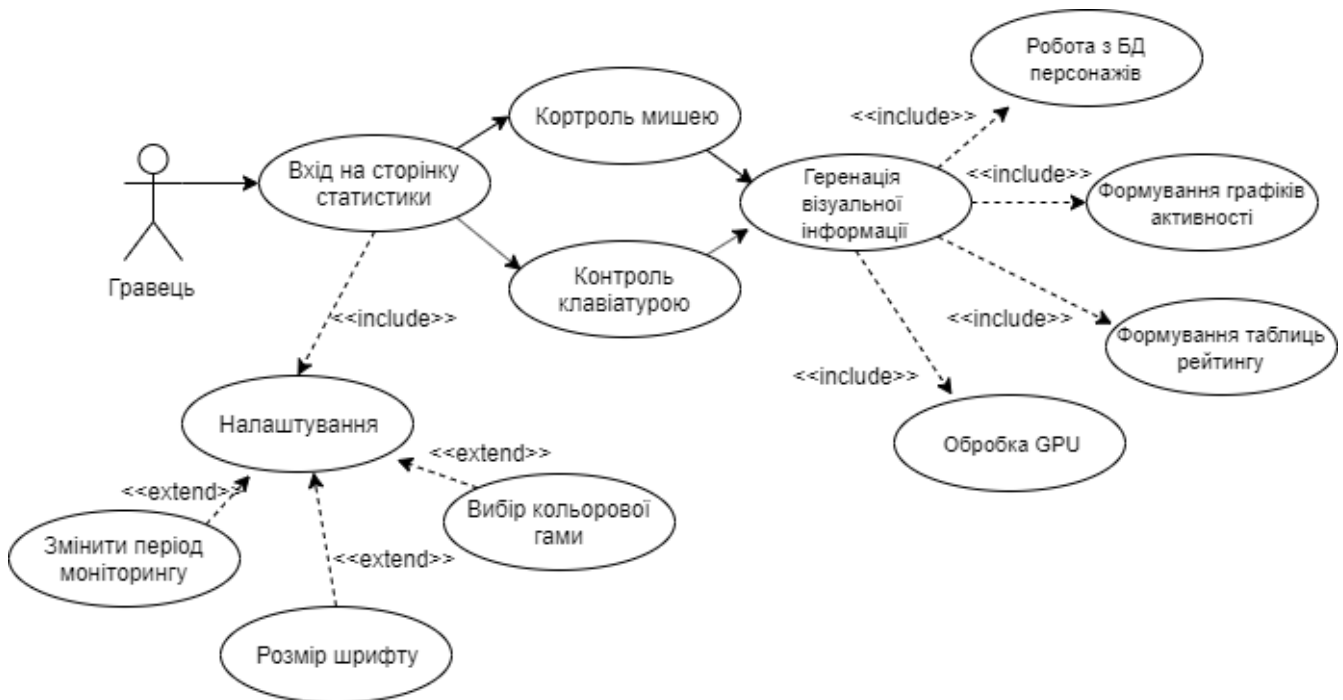 Робота з БД
персонажів
<<include>>
Кортроль мишею
Вхід на сторінку
статистики
Геренація
візуальної
інформації
<<include>>
Формування графіків
активності
Гравець
Контроль
клавіатурою
<<include>>
<<include>>
Формування таблиць
рейтингу
<<include>>
Налаштування
Обробка GPU
<<extend>>
<<extend>>
Вибір кольорової
гами
Змінити період
моніторингу
<<extend>>
Розмір шрифту